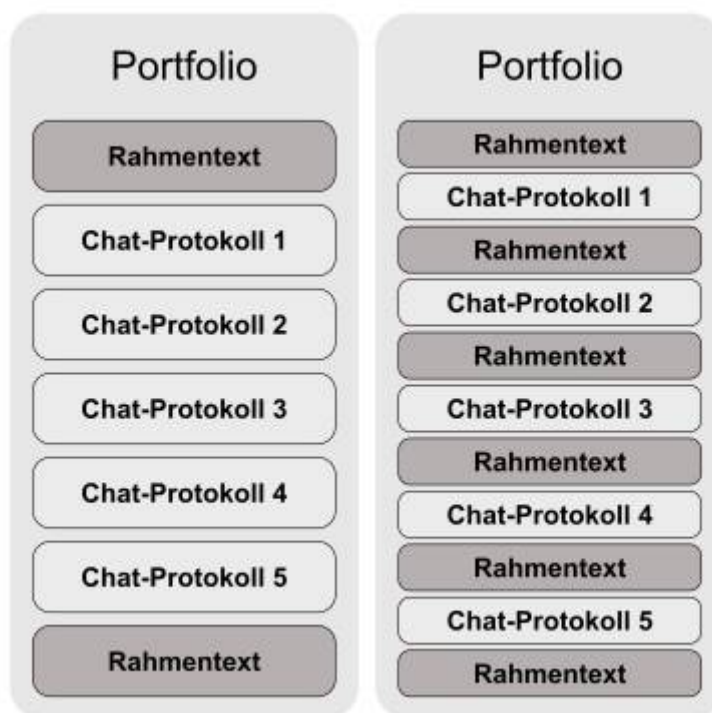 Portfolio
Rahmentext
Chat-Protokoll 1
Chat-Protokoll 2
Chat-Protokoll 3
Chat-Protokoll 4
Chat-Protokoll 5
Rahmentext
Portfolio
Rahmentext
Chat-Protokoll 1
Rahmentext
Chat-Protokoll 2
Rahmentext
Chat-Protokoll 3
Rahmentext
Chat-Protokoll 4
Rahmentext
Chat-Protokoll 5
Rahmentext